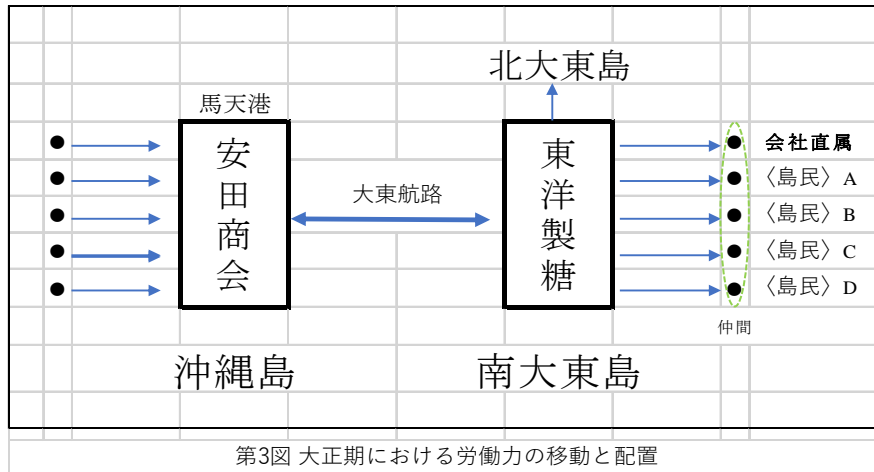 北大東島
馬天港
安田商会
大東航路
東洋製糖
会社直属
〈島民〉A
〈島民〉B
〈島民〉C
〈島民〉D
仲間
沖縄島
南大東島
第3図 大正期における労働力の移動と配置